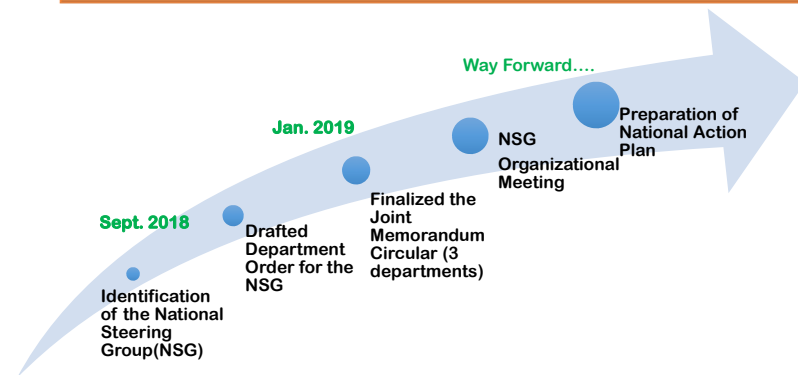 Sept. 2018
Identification
of the National
Steering
Group(NSG)
Drafted
Department
Order for the
NSG
Jan. 2019
Finalized the
Joint
Memorandum
Circular (3
departments)
NSG
Organizational
Meeting
Way Forward....
Preparation of
National Action
Plan